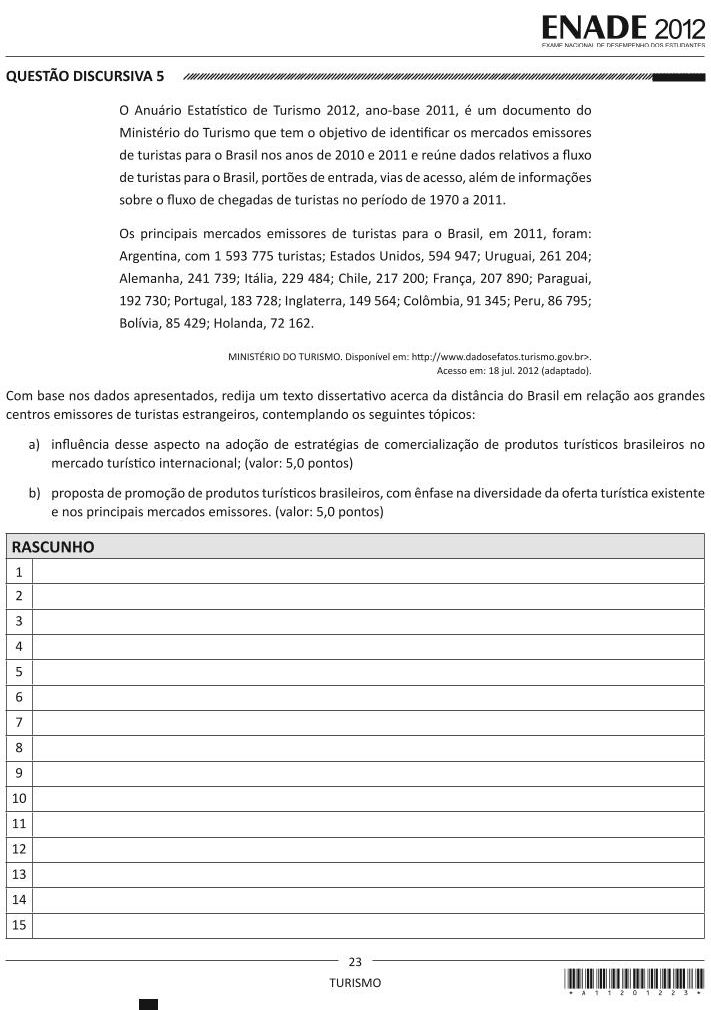 ENADE 2012
EXAME NACIONAL DE DESEMPENHO DOS ESTUDANTES
QUESTÃO DISCURSIVA 5
O Anuário Estatístico de Turismo 2012, ano-base 2011, é um documento do
Ministério do Turismo que tem o objetivo de identificar os mercados emissores
de turistas para o Brasil nos anos de 2010 e 2011 e reúne dados relativos a fluxo
de turistas para o Brasil, portões de entrada, vias de acesso, além de informações
sobre o fluxo de chegadas de turistas no período de 1970 a 2011.
Os principais mercados emissores de turistas para o Brasil, em 2011, foram:
Argentina, com 1 593 775 turistas; Estados Unidos, 594 947; Uruguai, 261 204;
Alemanha, 241 739; Itália, 229 484; Chile, 217 200; França, 207 890; Paraguai,
192 730; Portugal, 183 728; Inglaterra, 149 564; Colômbia, 91 345; Peru, 86 795;
Bolívia, 85 429; Holanda, 72 162.
MINISTÉRIO DO TURISMO. Disponível em: http://www.dadosefatos.turismo.gov.br>.
Acesso em: 18 jul. 2012 (adaptado).
Com base nos dados apresentados, redija um texto dissertativo acerca da distância do Brasil em relação aos grandes
centros emissores de turistas estrangeiros, contemplando os seguintes tópicos:
a) influência desse aspecto na adoção de estratégias de comercialização de produtos turísticos brasileiros no
mercado turístico internacional; (valor: 5,0 pontos)
b) proposta de promoção de produtos turísticos brasileiros, com ênfase na diversidade da oferta turística existente
e nos principais mercados emissores. (valor: 5,0 pontos)
RASCUNHO
1
2
3
4
5
6
7
8
9
10
11
12
13
14
15
23
TURISMO
* A 1 1 2 0 1 2 2 3 *